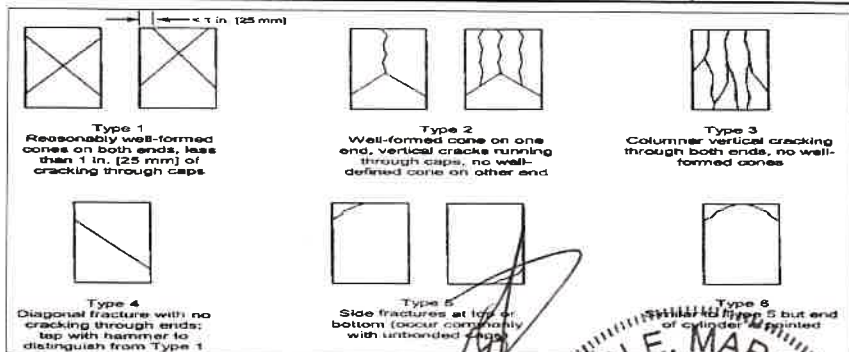 < 1 in. [25 mm]
Type 1
Reasonably well-formed
cones on both ends, less
than 1 in. [25 mm] of
cracking through caps
Type 2
Well-formed cone on one
end, vertical cracks running
through caps, no well-
defined cone on other end
Type 3
Columner vertical cracking
through both ends, no well-
formed cones
Type 4
Diagonal fracture with no
cracking through ends;
tap with hammer to
distinguish from Type 1
Type 5
Side fractures at top or
bottom (occur commonly
with unbonded caps)
Type 6
Similar to Type 5 but end
of cylinder is pointed
E. MAR